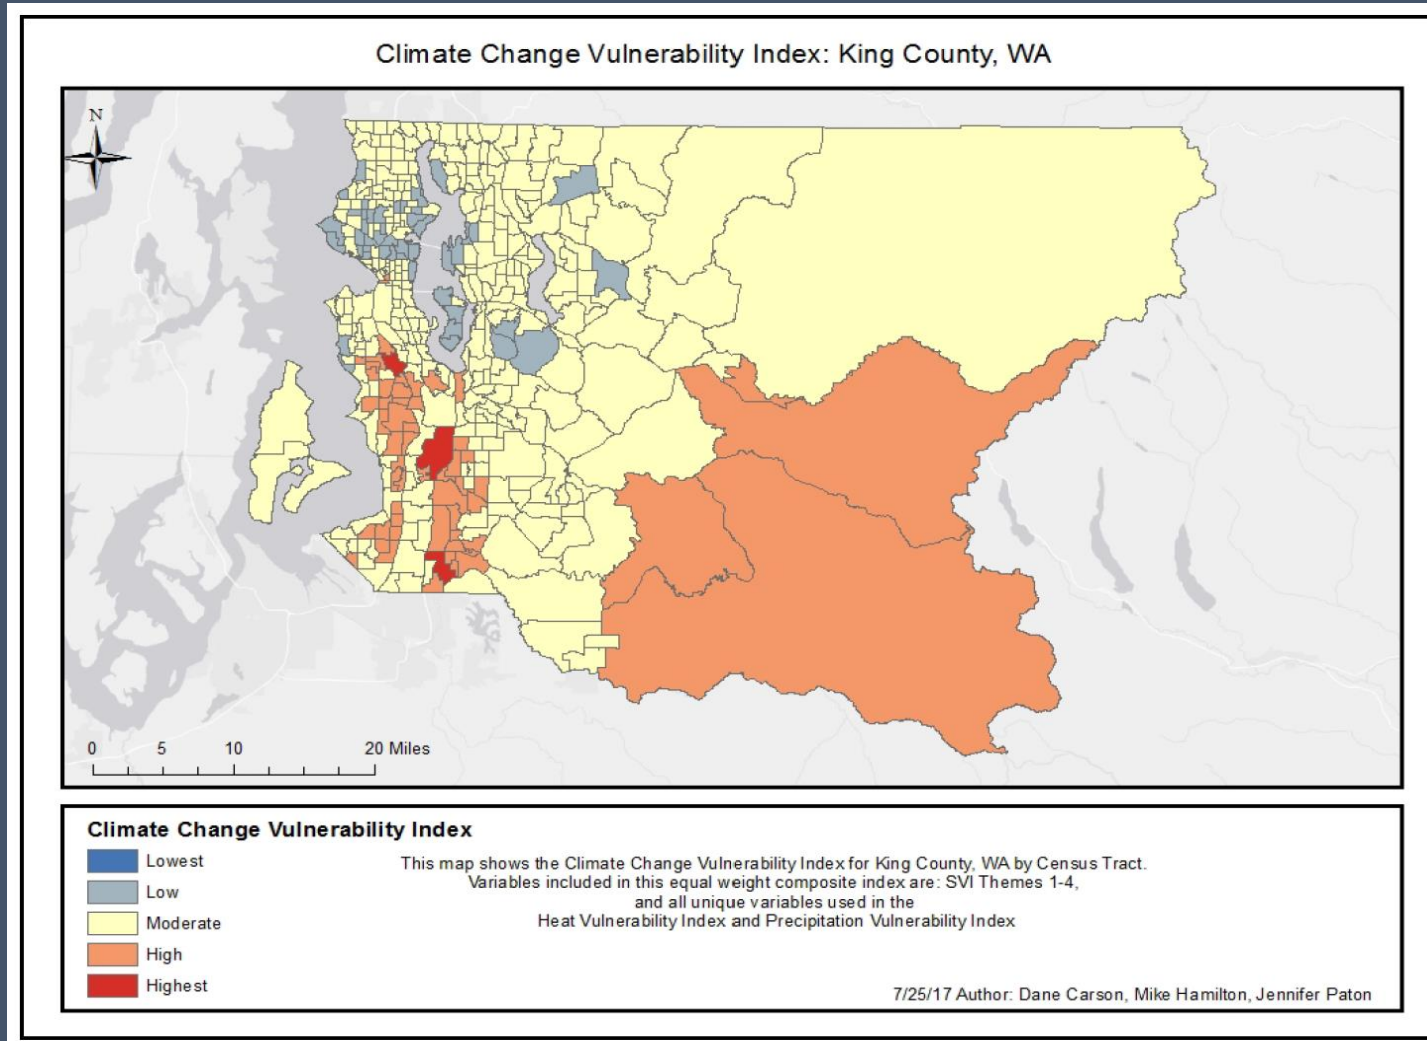 Climate Change Vulnerability Index: King County, WA
N
0 5 10 20 Miles
Climate Change Vulnerability Index
Lowest
Low
Moderate
High
Highest
This map shows the Climate Change Vulnerability Index for King County, WA by Census Tract.
Variables included in this equal weight composite index are: SVI Themes 1-4,
and all unique variables used in the
Heat Vulnerability Index and Precipitation Vulnerability Index
7/25/17 Author: Dane Carson, Mike Hamilton, Jennifer Paton